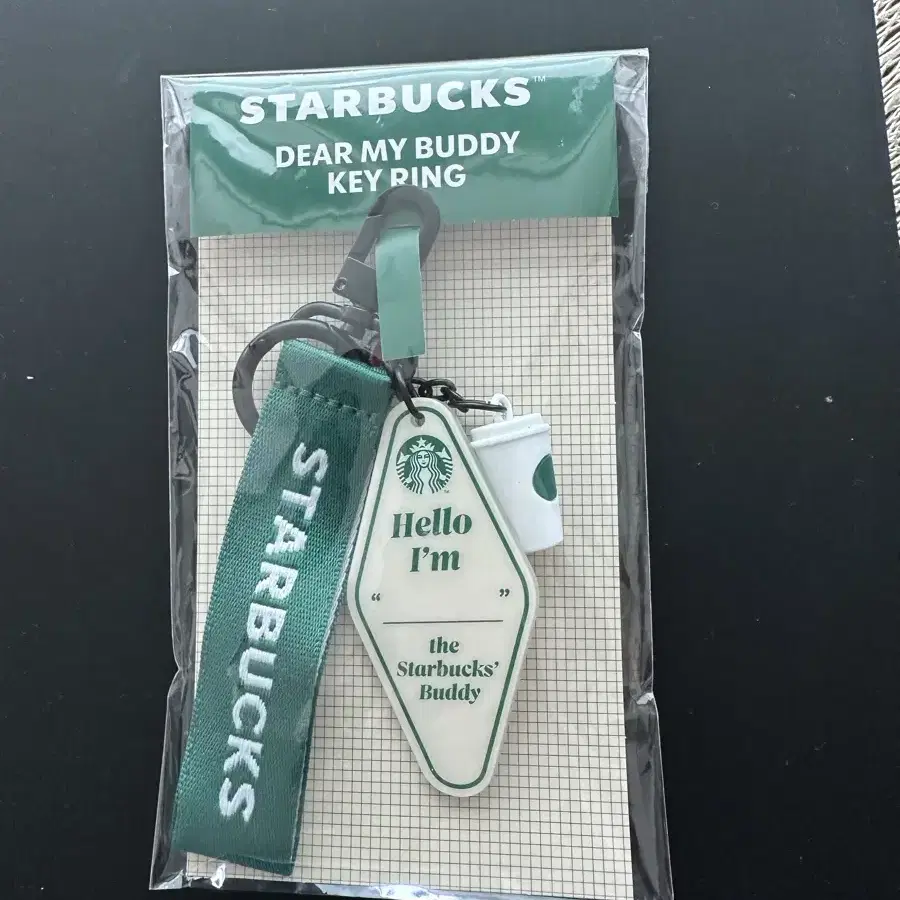 STARBUCKS™
DEAR MY BUDDY
KEY RING
STARBUCKS
Hello
I'm
“ ”
the
Starbucks'
Buddy